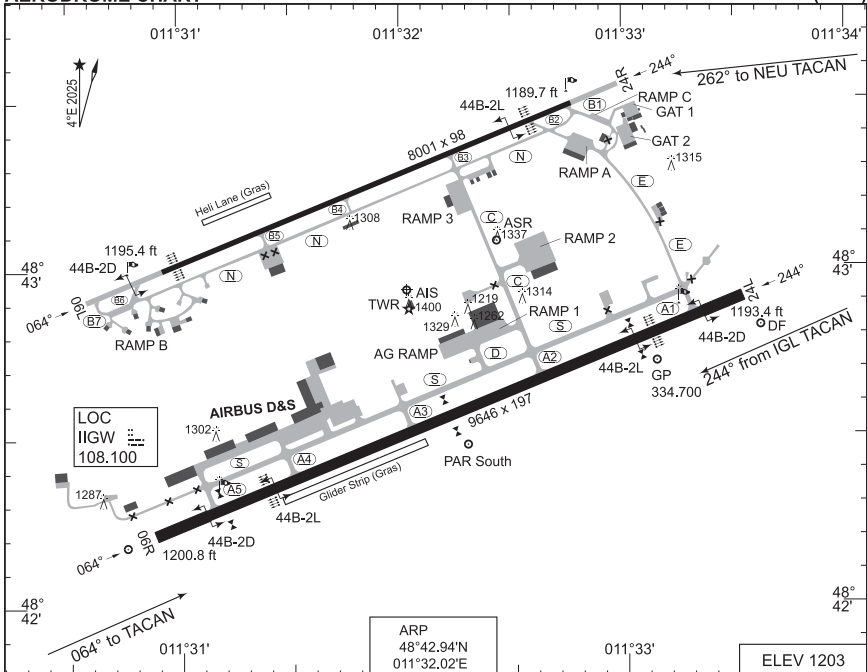 011°31'
011°32'
011°33'
011°34'
4°E 2025
24R
244°
262° to NEU TACAN
1189.7 ft
44B-2L
B1
RAMP C
GAT 1
B2
GAT 2
8001 x 98
B3
N
RAMP A
1315
Heli Lane (Gras)
E
B4
1308
RAMP 3
C
ASR
1337
B5
N
RAMP 2
1195.4 ft
44B-2D
48°
43'
N
E
48°
43'
C
AIS
1219
1314
24L
244°
064°
06L
B6
TWR
1400
1262
1193.4 ft
A1
B7
1329
RAMP 1
S
44B-2D
DF
RAMP B
AG RAMP
D
A2
44B-2L
244° from IGL TACAN
GP
334.700
S
AIRBUS D&S
A3
9646 x 197
LOC
IIGW
108.100
1302
PAR South
S
A4
Glider Strip (Gras)
1287
A5
44B-2L
44B-2D
06R
1200.8 ft
064°
48°
42'
48°
42'
064° to TACAN
ARP
48°42.94'N
011°32.02'E
011°31'
011°33'
ELEV 1203